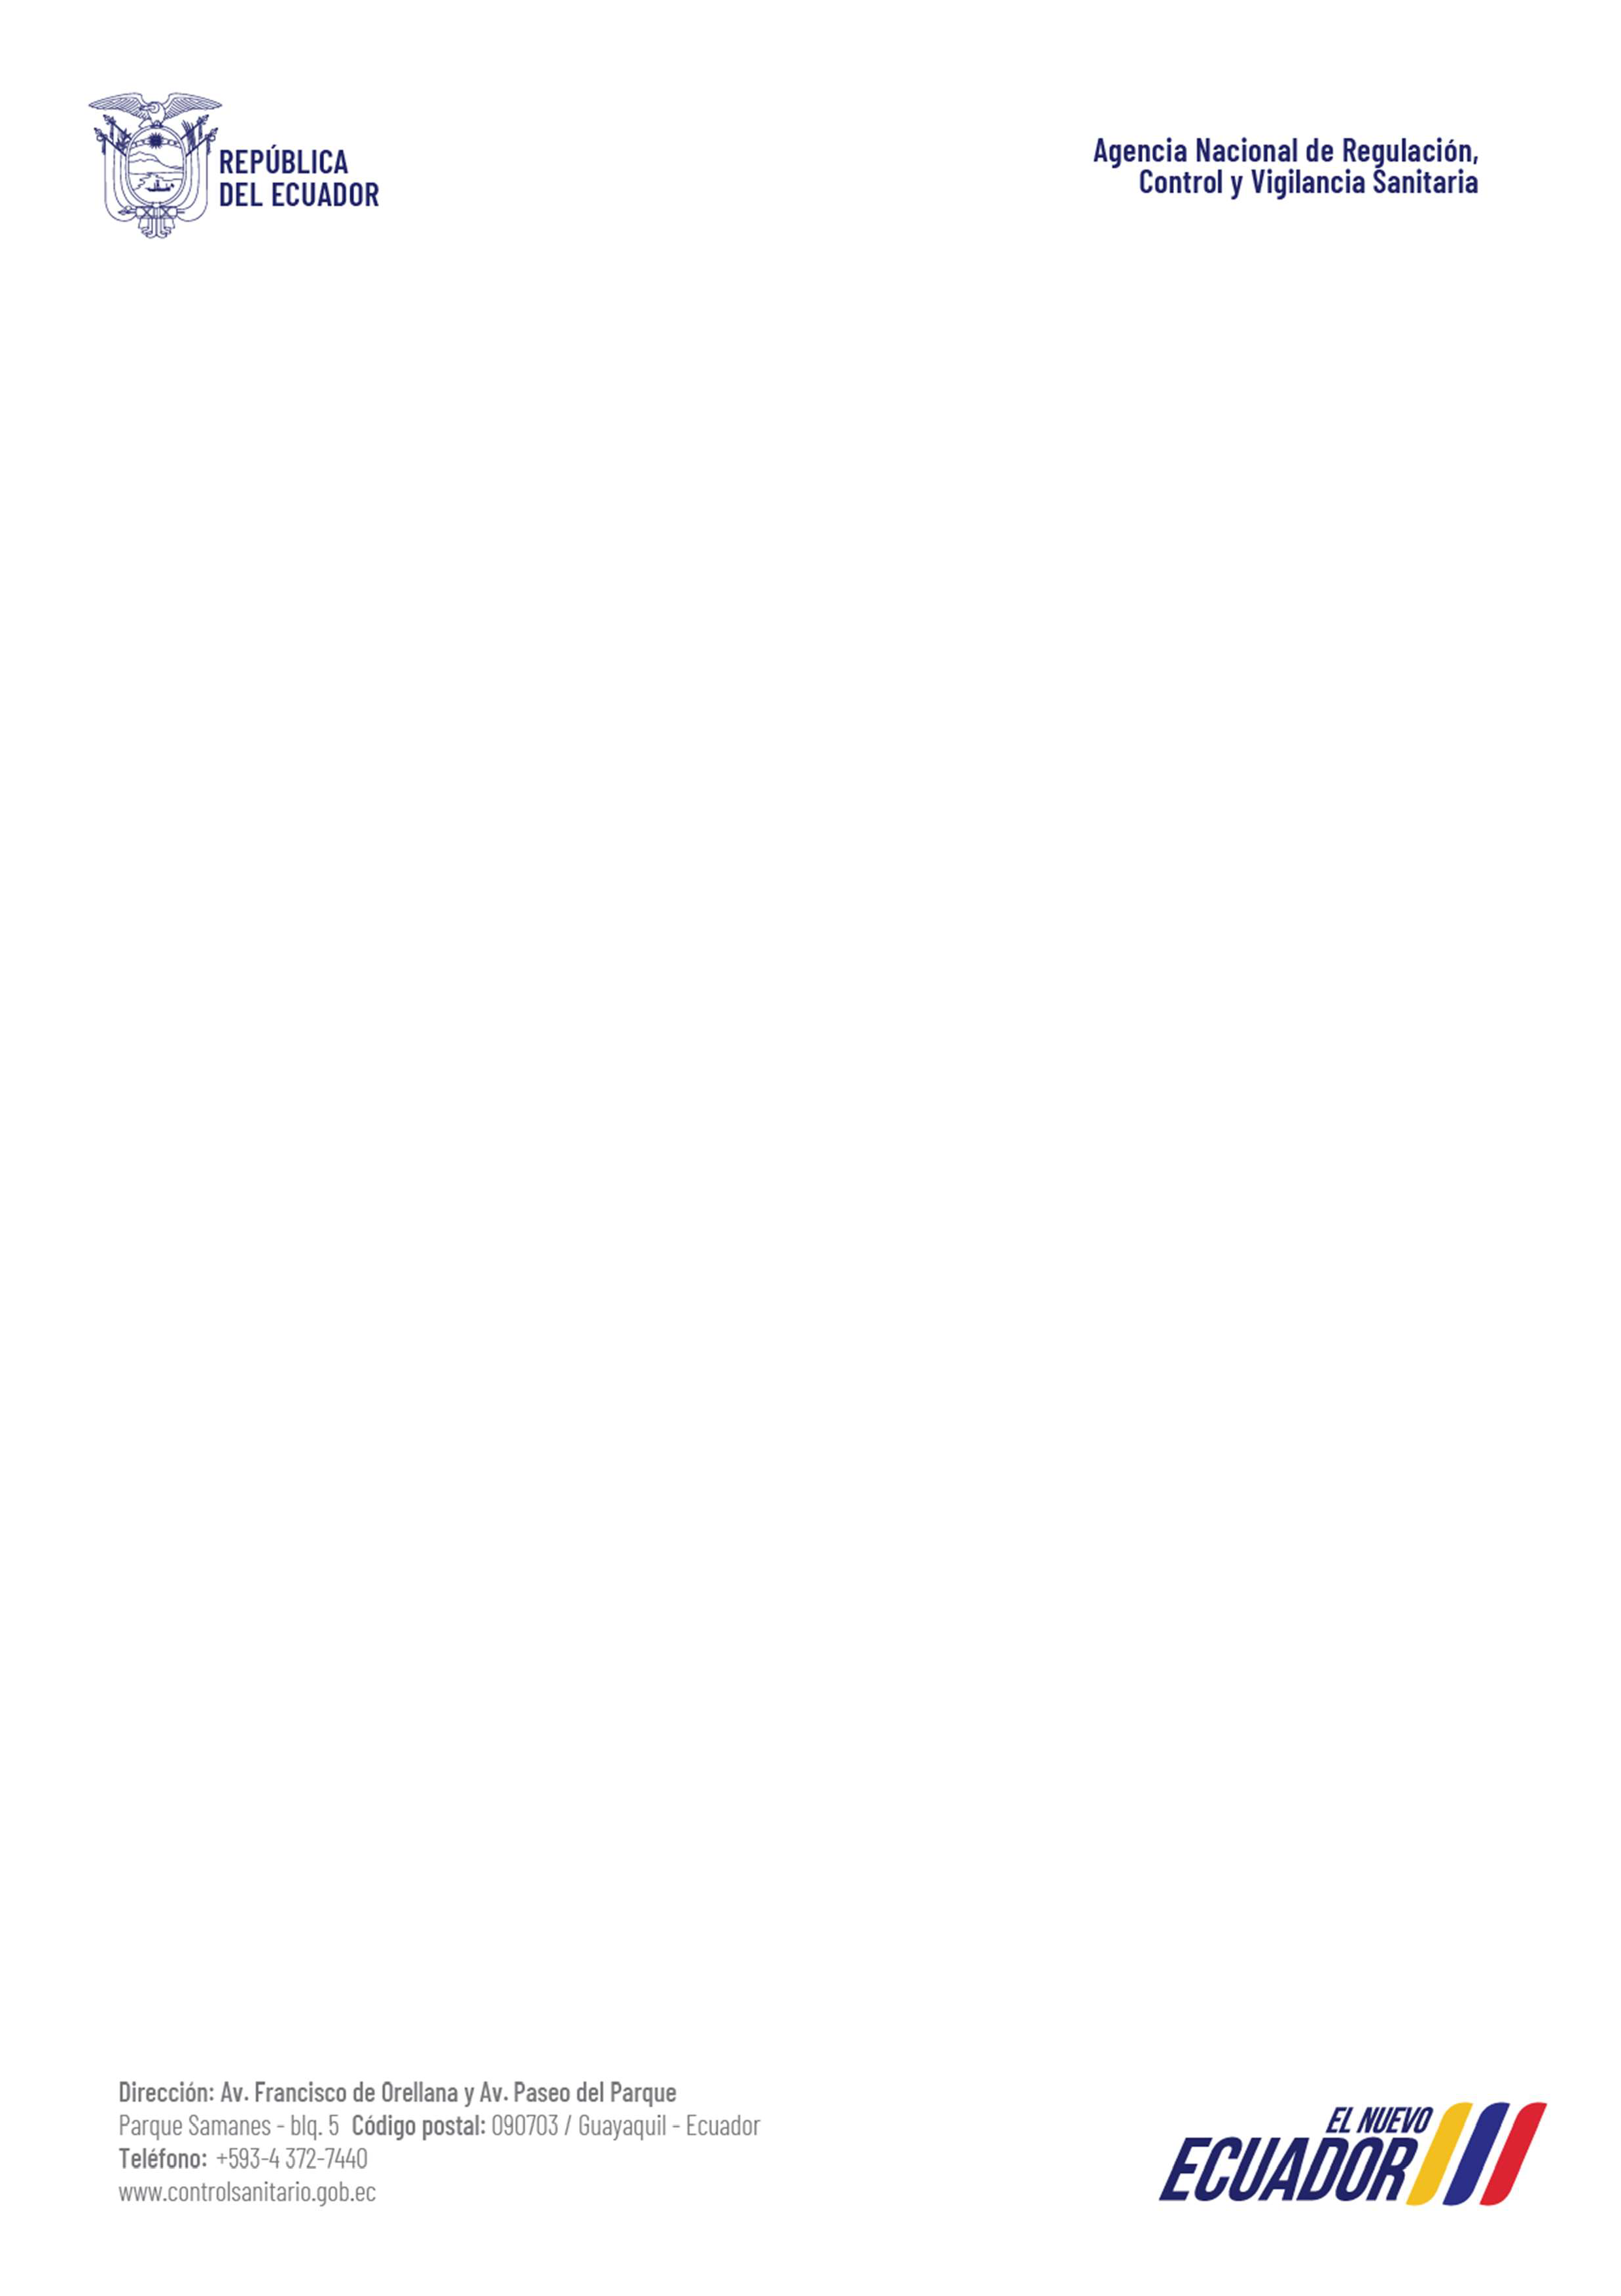 REPÚBLICA
DEL ECUADOR
Agencia Nacional de Regulación,
Control y Vigilancia Sanitaria
Dirección: Av. Francisco de Orellana y Av. Paseo del Parque
Parque Samanes - blq. 5 Código postal: 090703 / Guayaquil - Ecuador
Teléfono: +593-4 372-7440
www.controlsanitario.gob.ec
EL NUEVO
ECUADOR